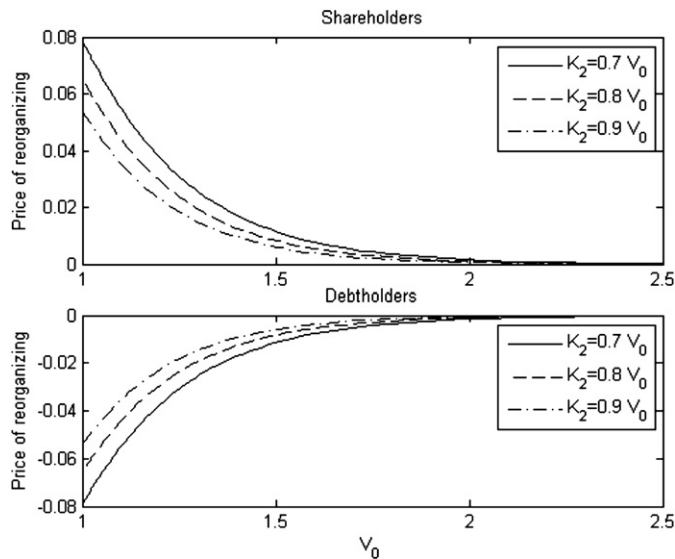 Shareholders
Price of reorganizing
0.08
0.06
0.04
0.02
0
K₂=0.7 V₀
K₂=0.8 V₀
K₂=0.9 V₀
1 1.5 2 2.5
Debtholders
Price of reorganizing
0
-0.02
-0.04
-0.06
-0.08
K₂=0.7 V₀
K₂=0.8 V₀
K₂=0.9 V₀
1 1.5 2 2.5
V₀